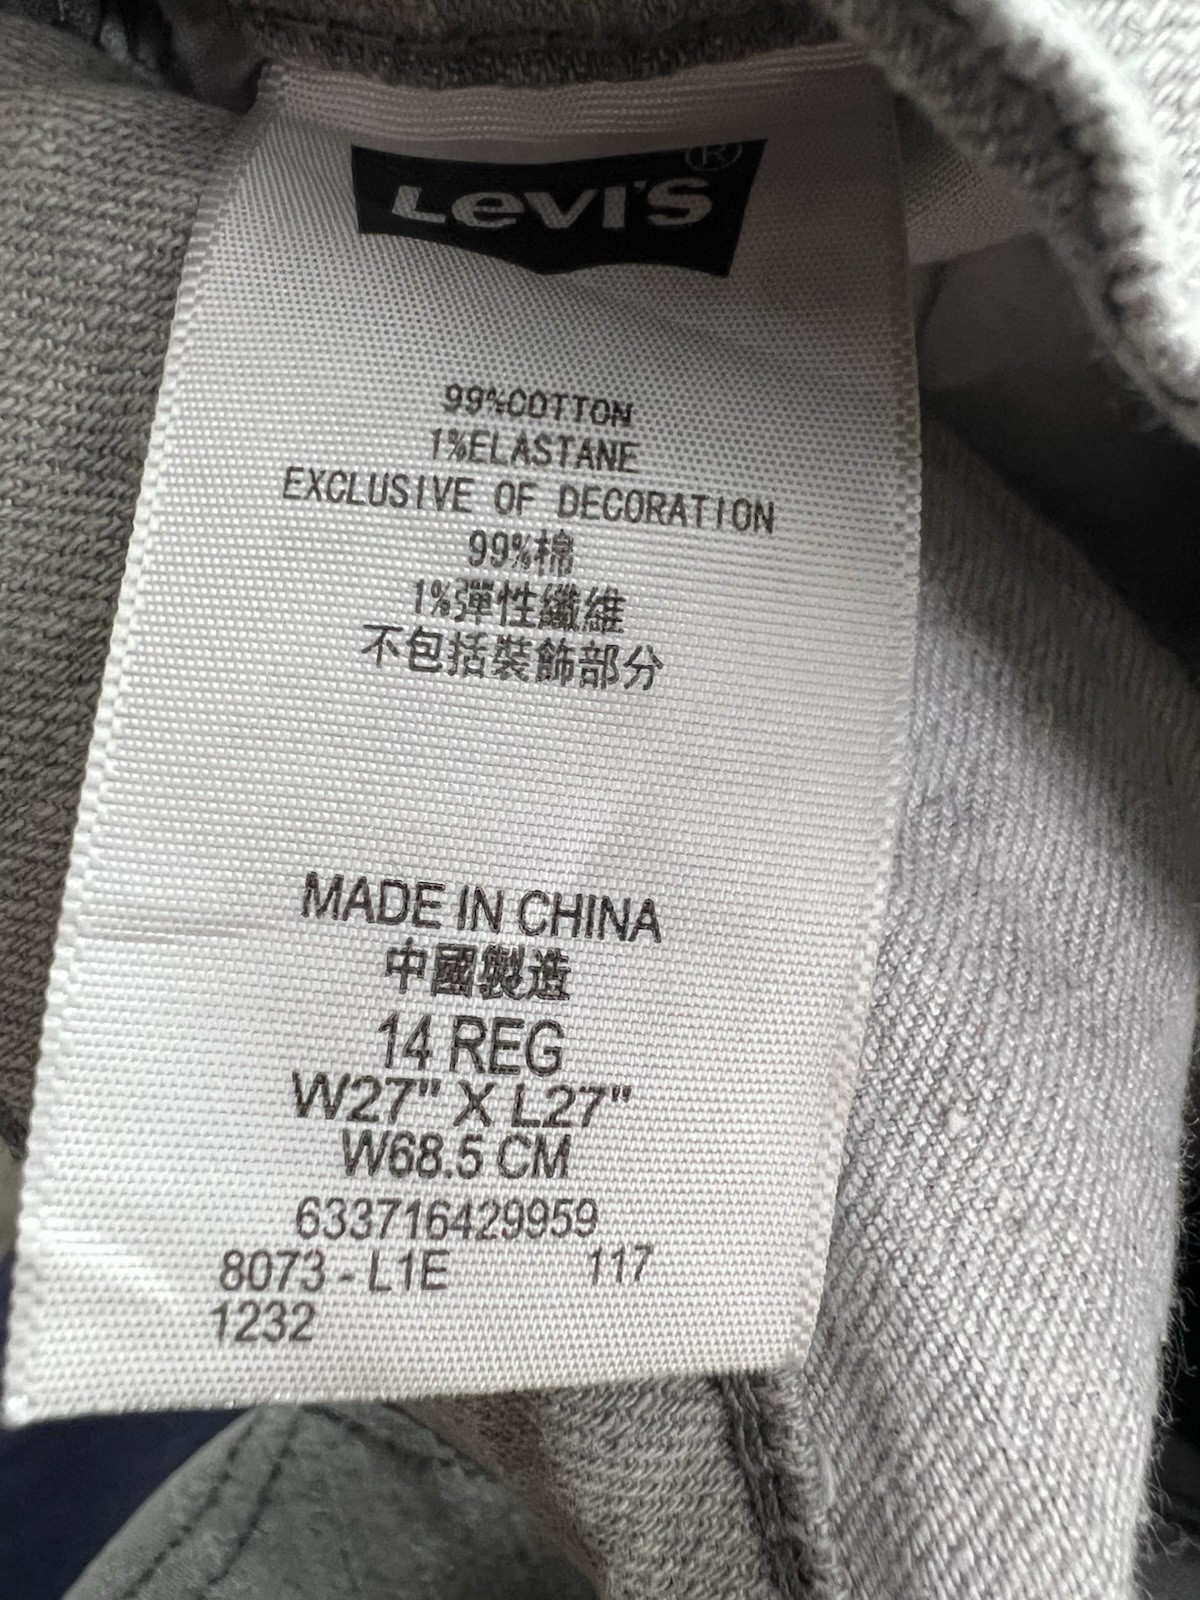 Levi's®
99%COTTON
1%ELASTANE
EXCLUSIVE OF DECORATION
99%棉
1%彈性纖維
不包括裝飾部分
MADE IN CHINA
中國製造
14 REG
W27" X L27"
W68.5 CM
633716429959
8073 - L1E 117
1232